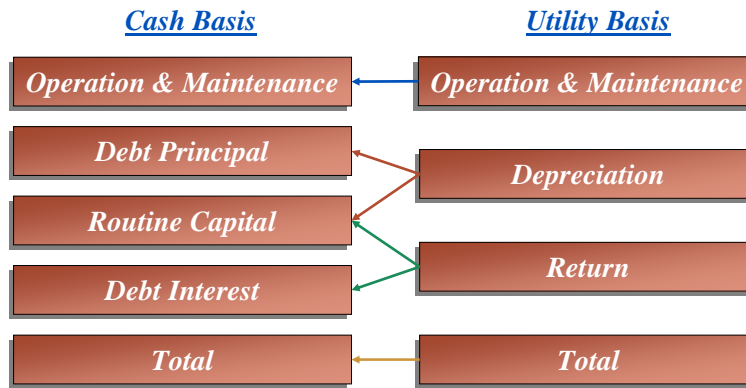 Cash Basis
Utility Basis
Operation & Maintenance
Operation & Maintenance
Debt Principal
Depreciation
Routine Capital
Return
Debt Interest
Total
Total